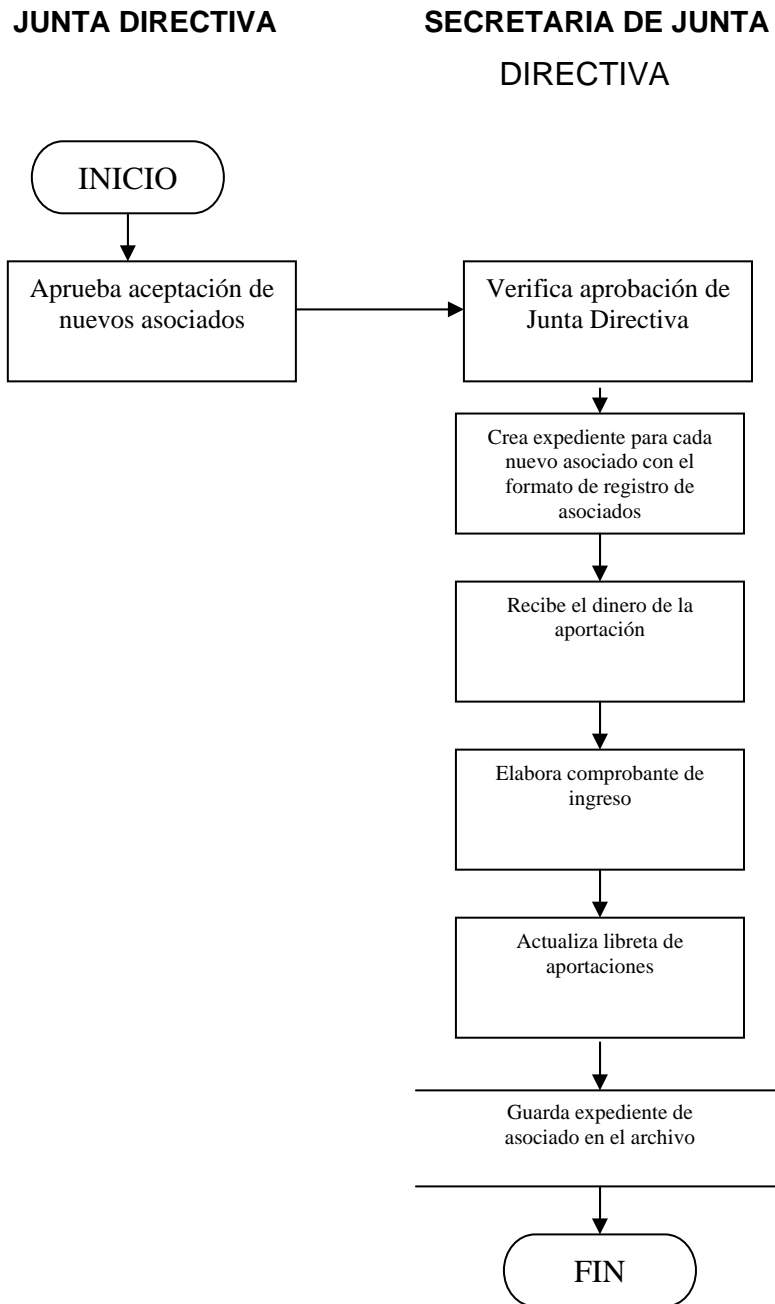 JUNTA DIRECTIVA
SECRETARIA DE JUNTA
DIRECTIVA
INICIO
Aprueba aceptación de
nuevos asociados
Verifica aprobación de
Junta Directiva
Crea expediente para cada
nuevo asociado con el
formato de registro de
asociados
Recibe el dinero de la
aportación
Elabora comprobante de
ingreso
Actualiza libreta de
aportaciones
Guarda expediente de
asociado en el archivo
FIN